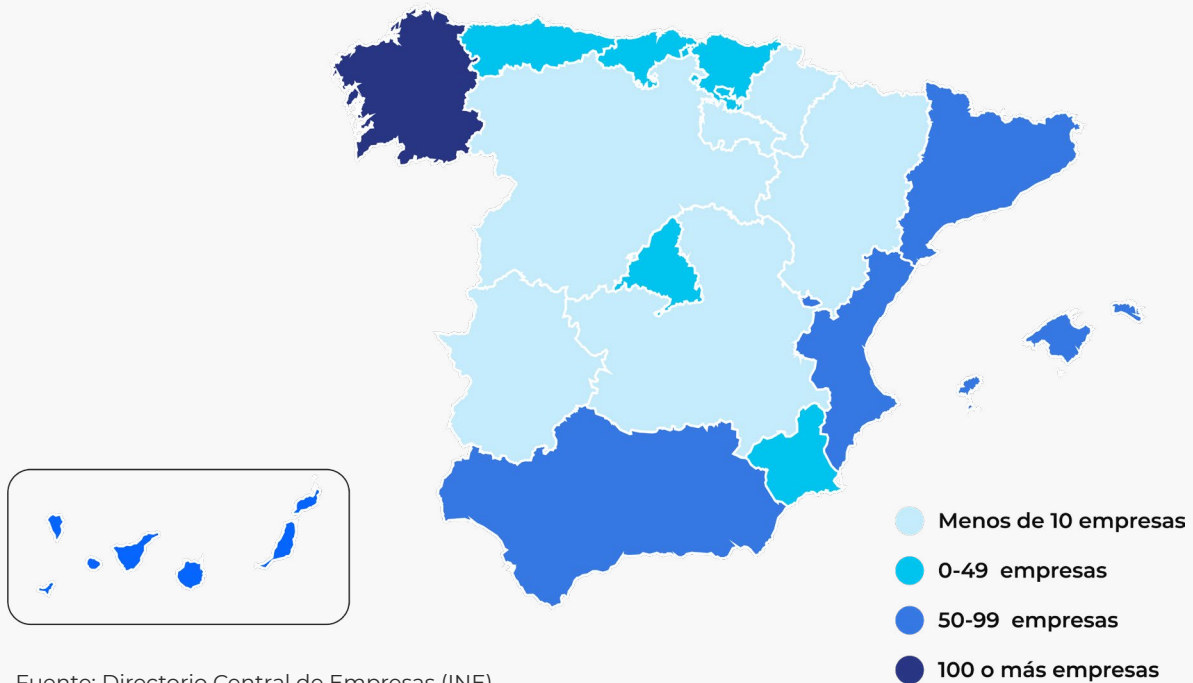 Menos de 10 empresas
0-49 empresas
50-99 empresas
100 o más empresas
Fuente: Directorio Central de Empresas (INE)